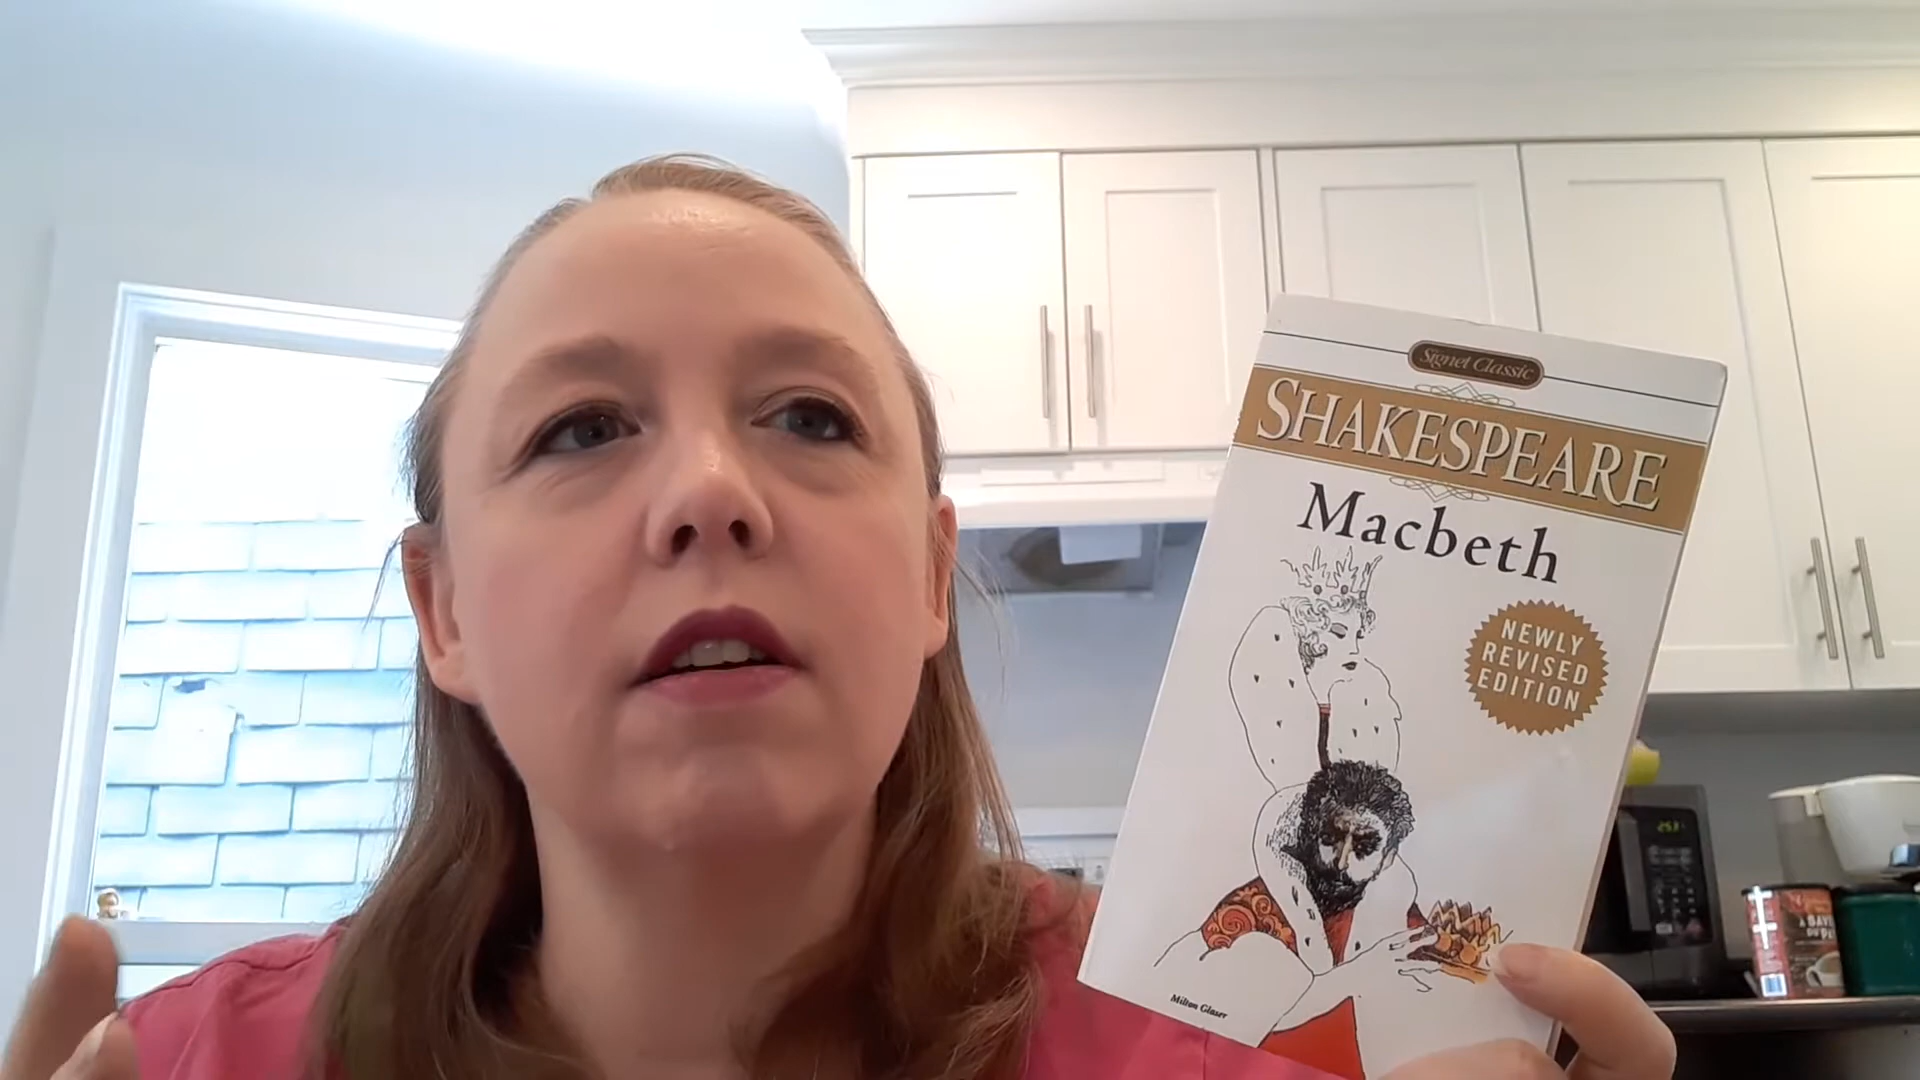 Signet Classic
SHAKESPEARE
Macbeth
NEWLY
REVISED
EDITION
Milton Glaser